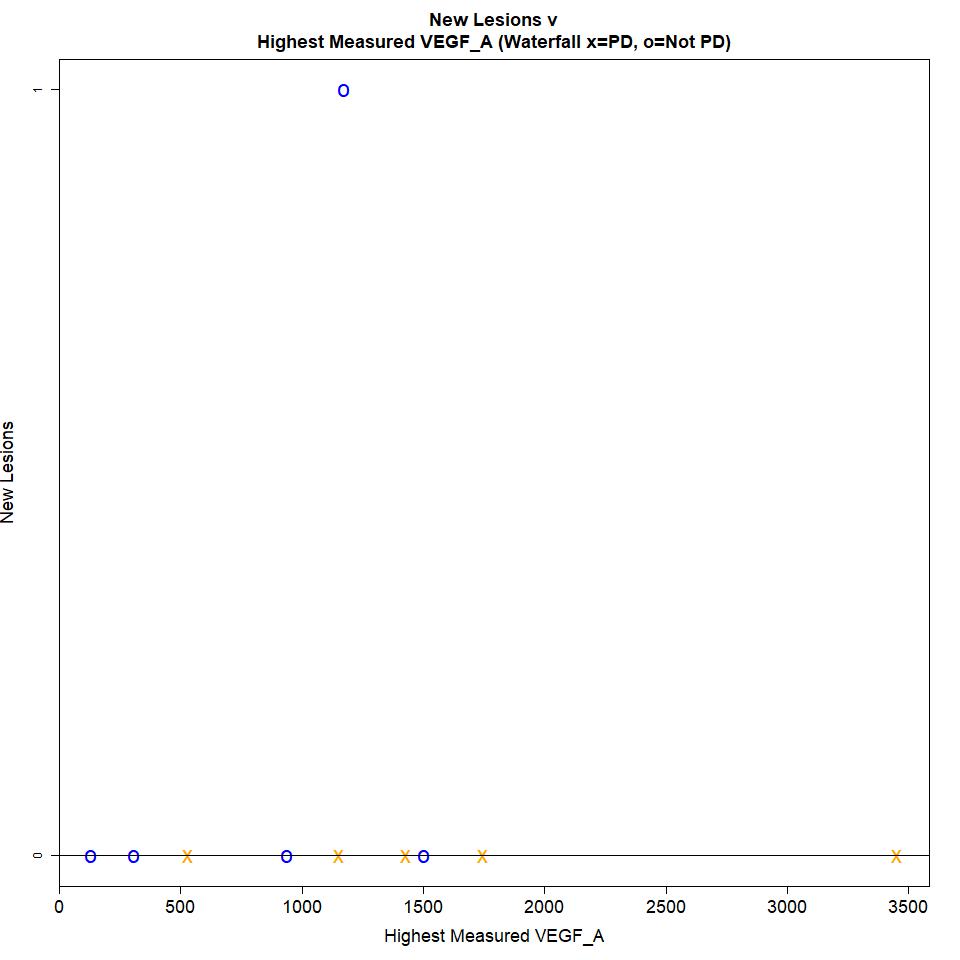 New Lesions v
Highest Measured VEGF_A (Waterfall x=PD, o=Not PD)
1
o
New Lesions
0
o o x o x x o x x
0 500 1000 1500 2000 2500 3000 3500
Highest Measured VEGF_A